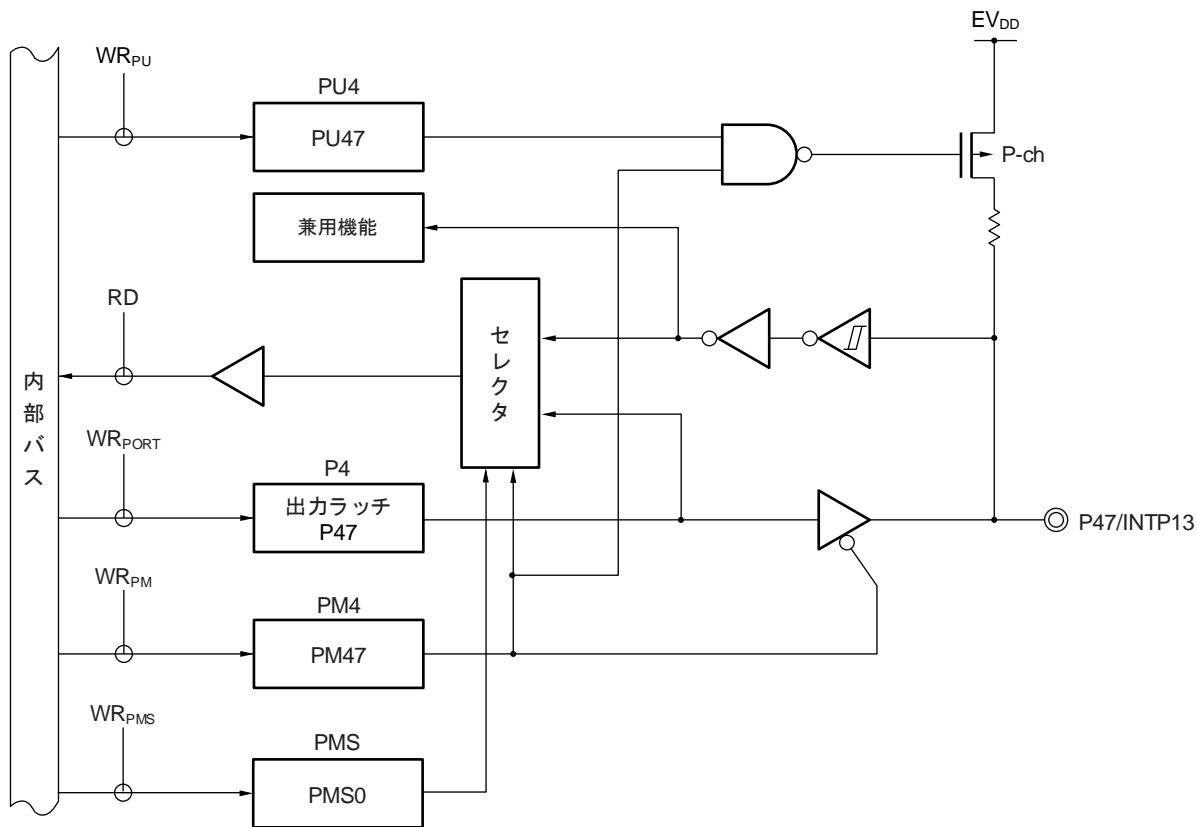 EVDD
WRPU
PU4
PU47
P-ch
兼用機能
RD
セレクタ
内部バス
WRPORT
P4
出力ラッチ
P47
P47/INTP13
WRPM
PM4
PM47
WRPMS
PMS
PMS0